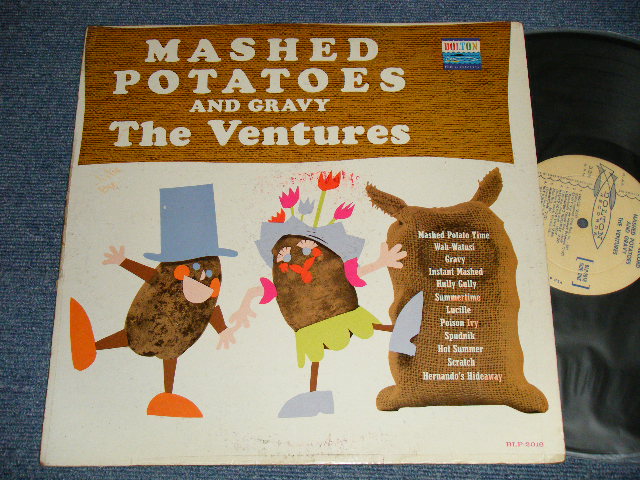 MASHED
POTATOES
AND GRAVY
The Ventures
DOLTON
RECORDS
Mashed Potato Time
Wah-Watusi
Gravy
Instant Mashed
Hully Gully
Summertime
Lucille
Poison Ivy
Spudnik
Hot Summer
Scratch
Hernando's Hideaway
BLP-2016